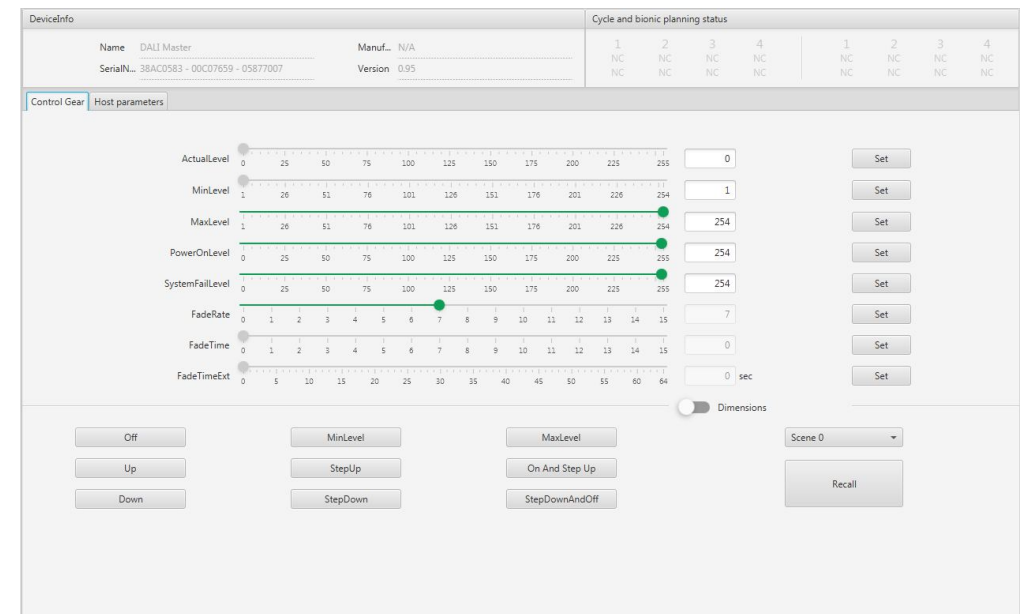 DeviceInfo
Cycle and bionic planning status
Name DALI Master Manuf... N/A
SerialN... 38AC0583 - 00C07659 - 05877007 Version 0.95
1 2 3 4 1 2 3 4
NC NC NC NC NC NC NC NC
NC NC NC NC NC NC NC NC
Control Gear Host parameters
ActualLevel 0 Set
0 25 50 75 100 125 150 175 200 225 255
MinLevel 1 Set
1 26 51 76 101 126 151 176 201 226 254
MaxLevel 254 Set
1 26 51 76 101 126 151 176 201 226 254
PowerOnLevel 254 Set
0 25 50 75 100 125 150 175 200 225 255
SystemFailLevel 254 Set
0 25 50 75 100 125 150 175 200 225 255
FadeRate 7 Set
0 1 2 3 4 5 6 7 8 9 10 11 12 13 14 15
FadeTime 0 Set
0 1 2 3 4 5 6 7 8 9 10 11 12 13 14 15
FadeTimeExt 0 sec Set
0 5 10 15 20 25 30 35 40 45 50 55 60 64
Dimensions
Off MinLevel MaxLevel Scene 0
Up StepUp On And Step Up
Recall
Down StepDown StepDownAndOff